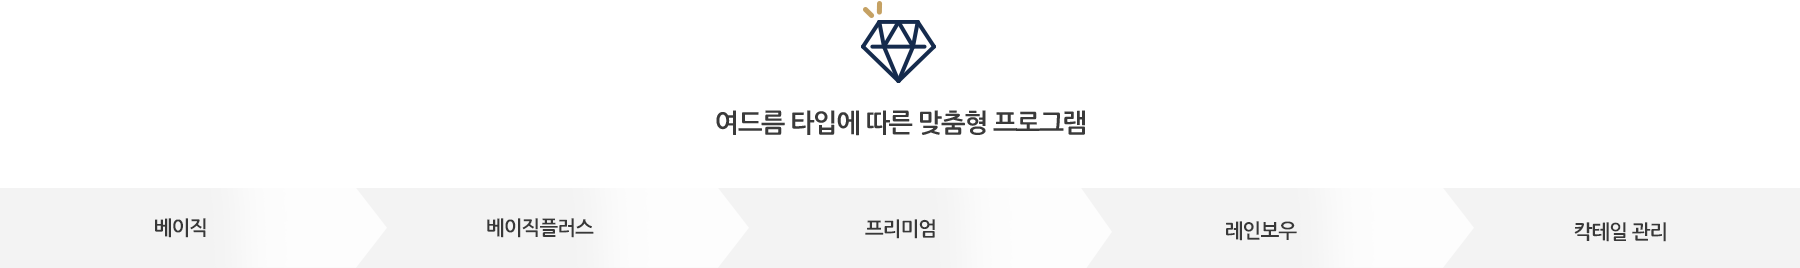 여드름 타입에 따른 맞춤형 프로그램
베이직
베이직플러스
프리미엄
레인보우
칵테일 관리